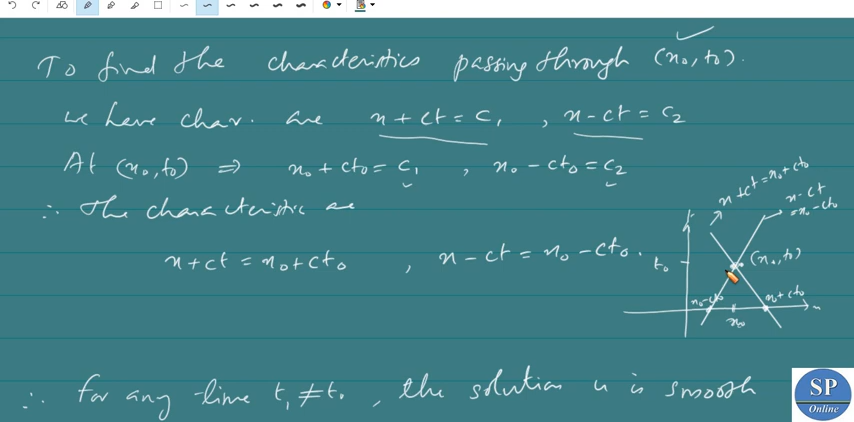 To find the characteristics passing through (x₀, t₀).
we have char. are x + ct = c₁ , x - ct = c₂
At (x₀, t₀) ⇒ x₀ + ct₀ = c₁ , x₀ - ct₀ = c₂
∴ The characteristic are
x + ct = x₀ + ct₀ , x - ct = x₀ - ct₀.
x + ct = x₀ + ct₀
x - ct
= x₀ - ct₀
t
t₀
(x₀, t₀)
x₀ - ct₀
x₀ + ct₀
x
x₀
∴ for any time t₁ ≠ t₀, the solution u is smooth
SP
Online